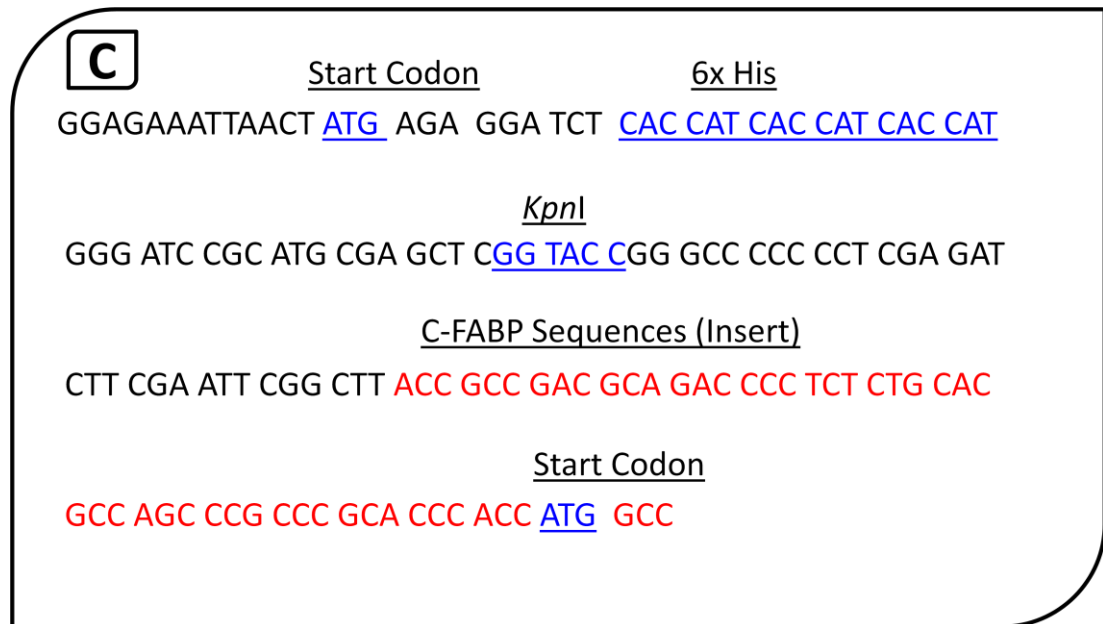 C
Start Codon 6x His
GGAGAAATTAACT ATG AGA GGA TCT CAC CAT CAC CAT CAC CAT
KpnI
GGG ATC CGC ATG CGA GCT CGG TAC CGG GCC CCC CCT CGA GAT
C-FABP Sequences (Insert)
CTT CGA ATT CGG CTT ACC GCC GAC GCA GAC CCC TCT CTG CAC
Start Codon
GCC AGC CCG CCC GCA CCC ACC ATG GCC